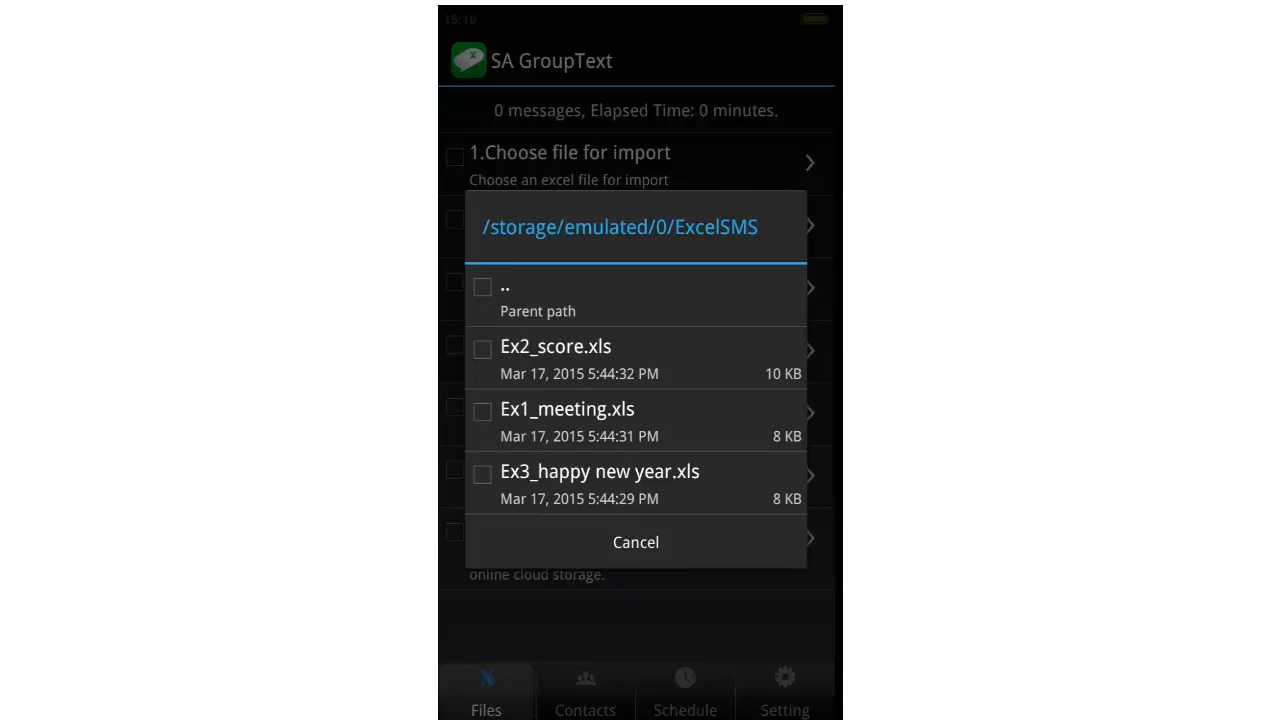 15:10
SA GroupText
0 messages, Elapsed Time: 0 minutes.
1.Choose file for import
Choose an excel file for import
/storage/emulated/0/ExcelSMS
..
Parent path
Ex2_score.xls
Mar 17, 2015 5:44:32 PM 10 KB
Ex1_meeting.xls
Mar 17, 2015 5:44:31 PM 8 KB
Ex3_happy new year.xls
Mar 17, 2015 5:44:29 PM 8 KB
Cancel
online cloud storage.
Files Contacts Schedule Setting